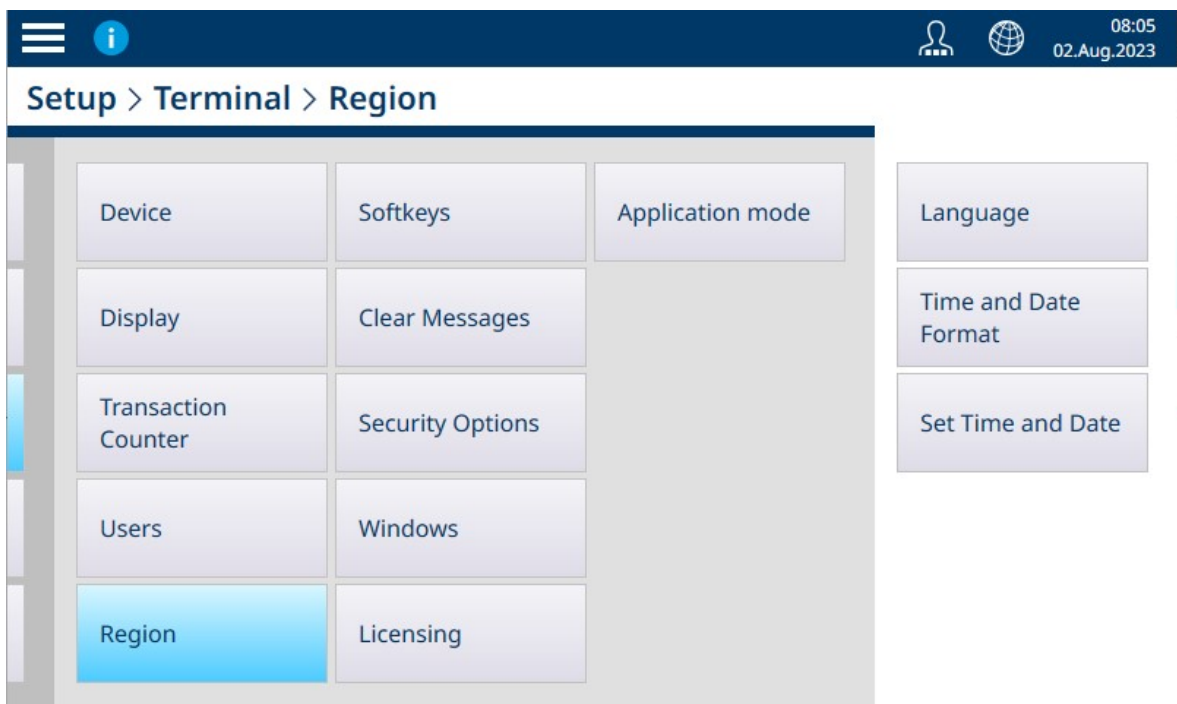 i
08:05
02.Aug.2023
Setup > Terminal > Region
Device
Softkeys
Application mode
Language
Display
Clear Messages
Time and Date
Format
Transaction
Counter
Security Options
Set Time and Date
Users
Windows
Region
Licensing